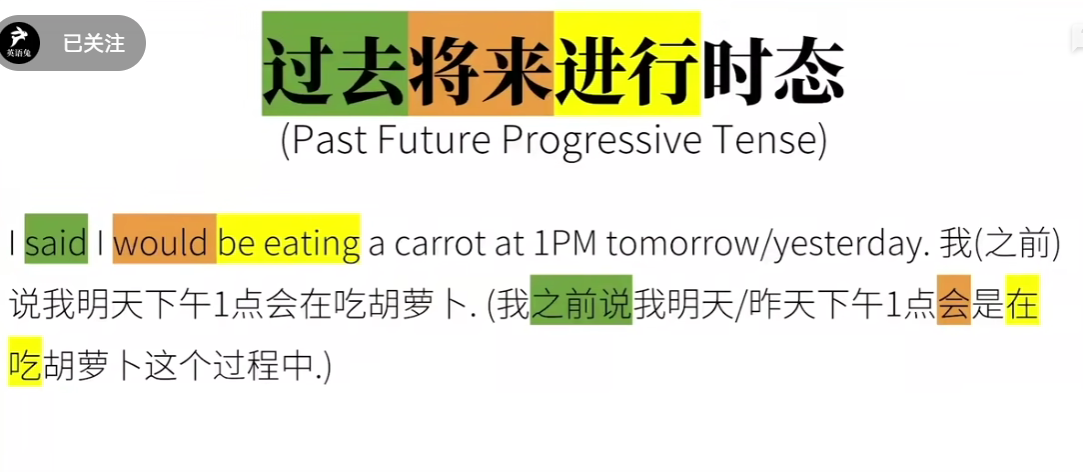 英语兔
已关注
过去将来进行时态
(Past Future Progressive Tense)
I said I would be eating a carrot at 1PM tomorrow/yesterday. 我(之前)
说我明天下午1点会在吃胡萝卜. (我之前说我明天/昨天下午1点会是在
吃胡萝卜这个过程中.)